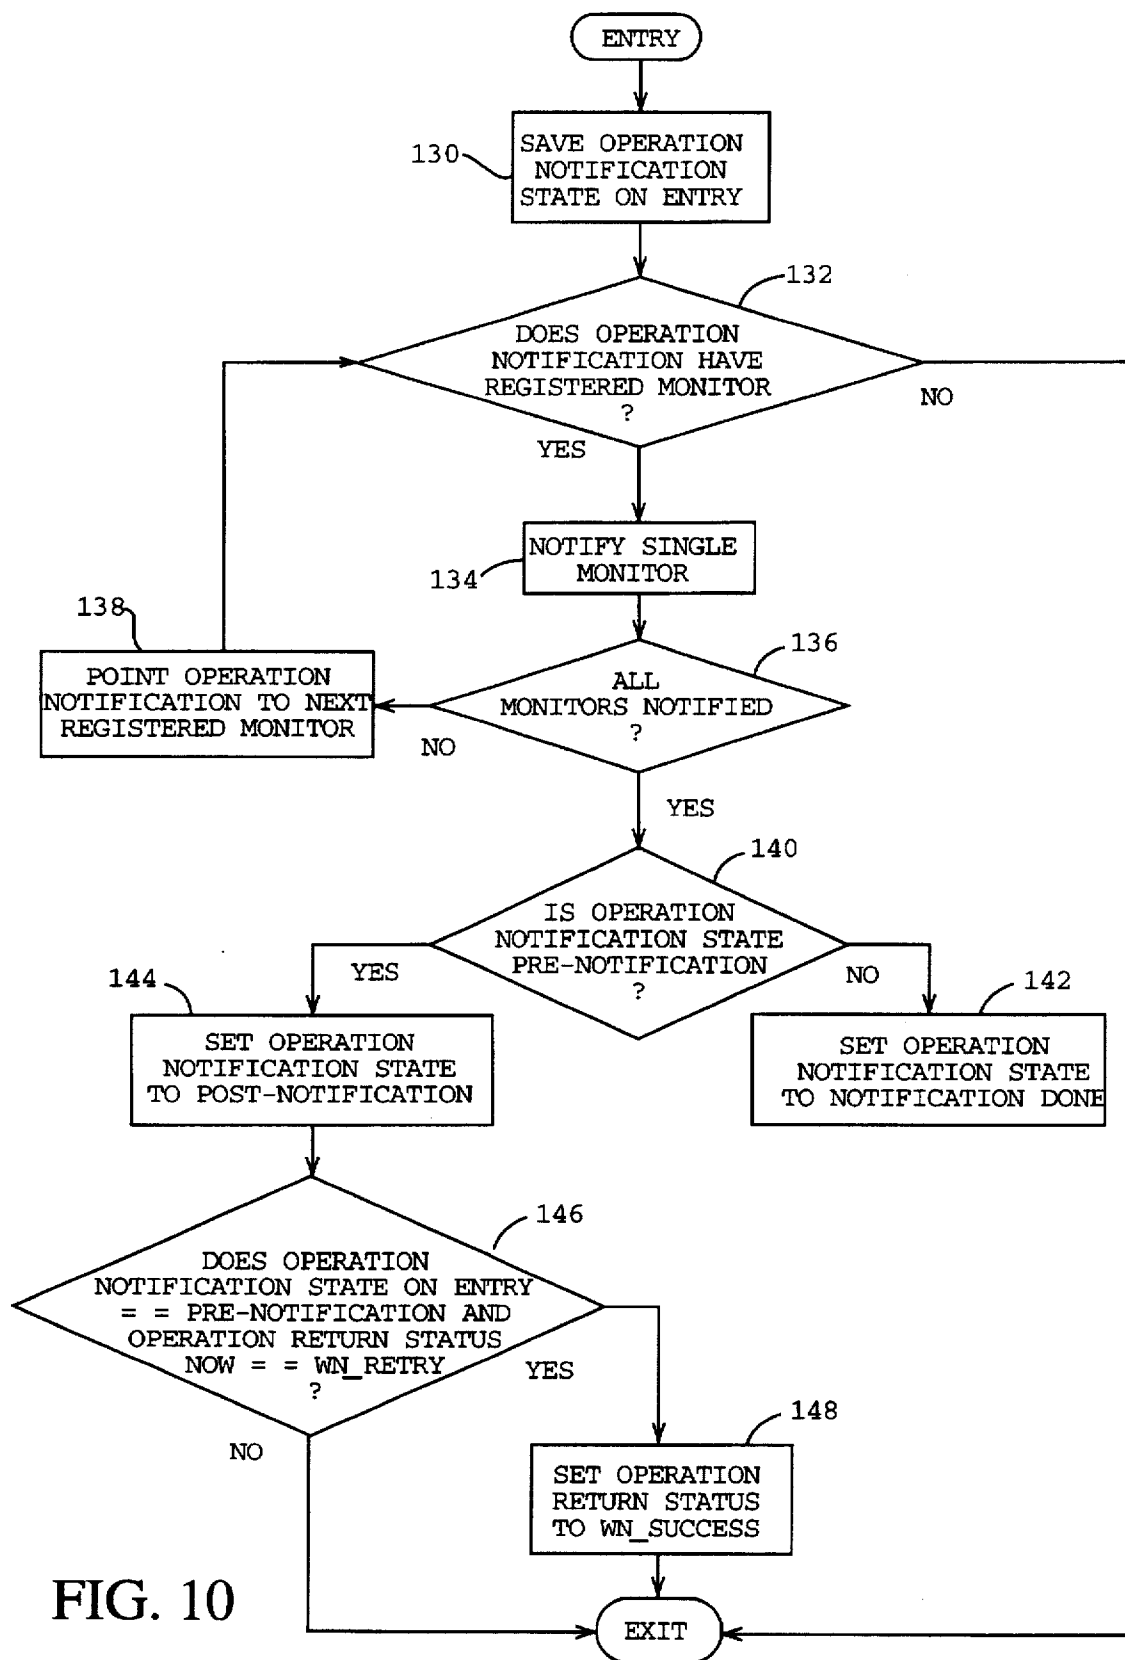 ENTRY
130
SAVE OPERATION
NOTIFICATION
STATE ON ENTRY
132
DOES OPERATION
NOTIFICATION HAVE
REGISTERED MONITOR
?
NO
YES
NOTIFY SINGLE
MONITOR
134
138
POINT OPERATION
NOTIFICATION TO NEXT
REGISTERED MONITOR
136
ALL
MONITORS NOTIFIED
?
NO
YES
140
IS OPERATION
NOTIFICATION STATE
PRE-NOTIFICATION
?
YES
NO
144
SET OPERATION
NOTIFICATION STATE
TO POST-NOTIFICATION
142
SET OPERATION
NOTIFICATION STATE
TO NOTIFICATION DONE
146
DOES OPERATION
NOTIFICATION STATE ON ENTRY
= = PRE-NOTIFICATION AND
OPERATION RETURN STATUS
NOW = = WN_RETRY
?
YES
NO
148
SET OPERATION
RETURN STATUS
TO WN_SUCCESS
EXIT
FIG. 10